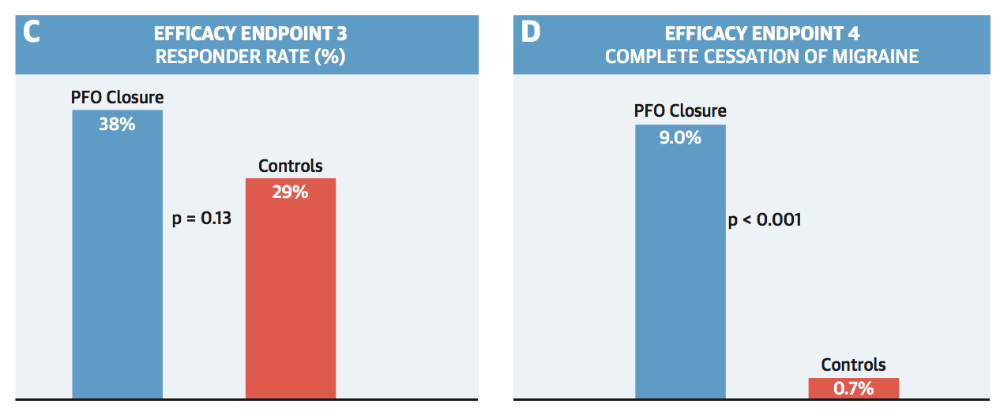 C
EFFICACY ENDPOINT 3
RESPONDER RATE (%)
PFO Closure
38%
Controls
29%
p = 0.13
D
EFFICACY ENDPOINT 4
COMPLETE CESSATION OF MIGRAINE
PFO Closure
9.0%
p < 0.001
Controls
0.7%